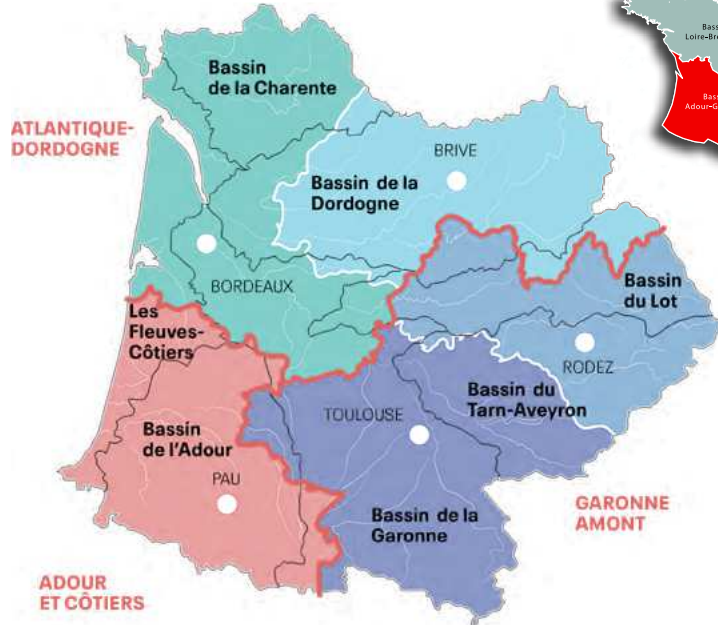 Bassin
de la Charente
ATLANTIQUE-
DORDOGNE
BRIVE
Bassin de la
Dordogne
BORDEAUX
Bassin
du Lot
Les
Fleuves-
Côtiers
RODEZ
Bassin du
Tarn-Aveyron
TOULOUSE
Bassin
de l'Adour
PAU
Bassin de la
Garonne
GARONNE
AMONT
ADOUR
ET CÔTIERS